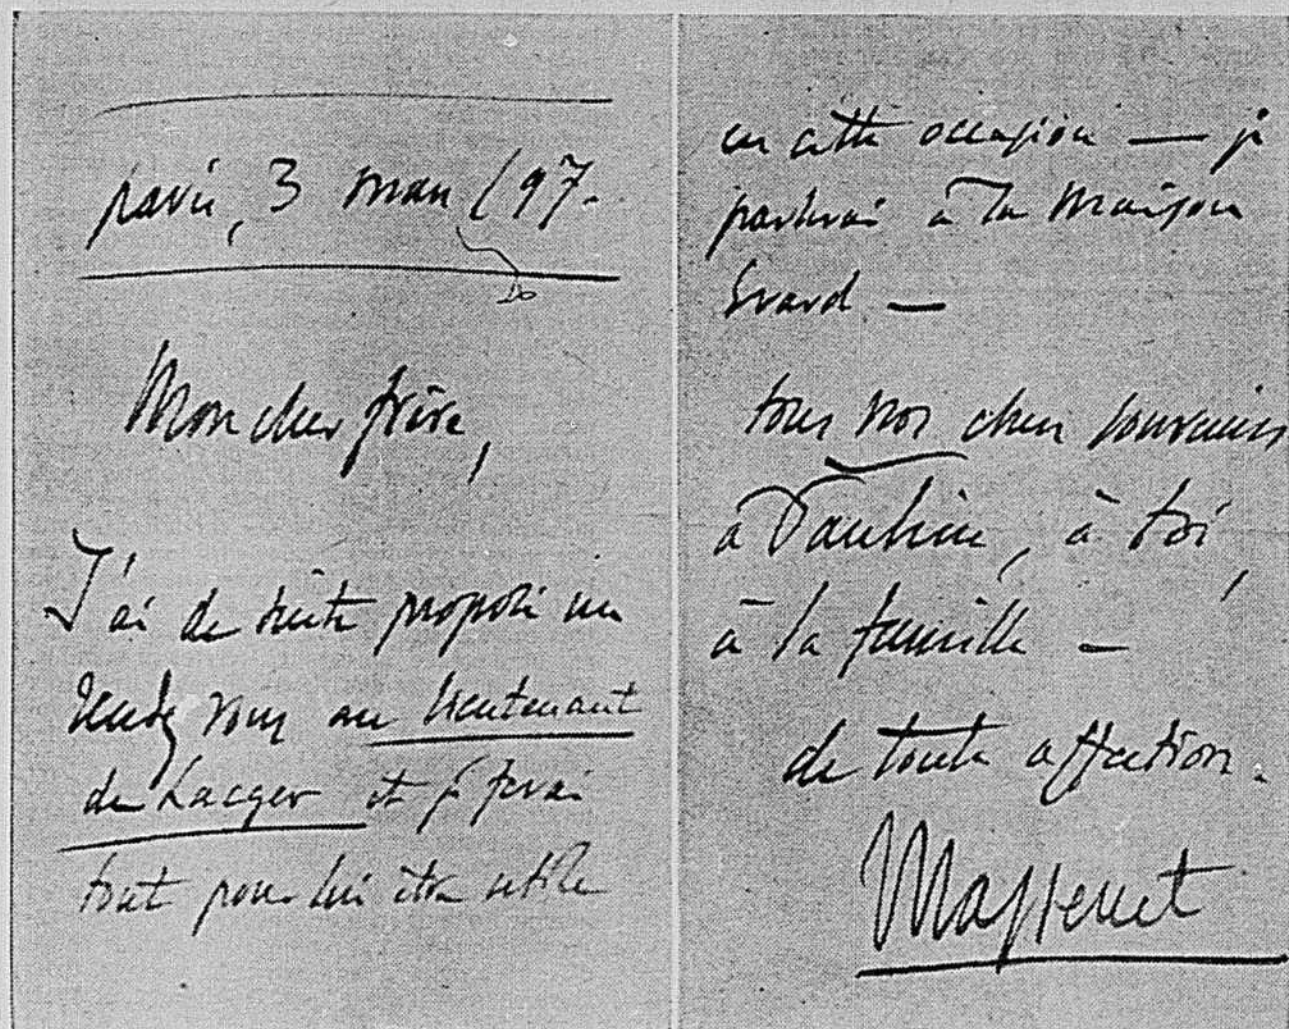 paris, 3 mars /97.
Mon cher frère,
J'ai de suite proposé un
rendez vous au lieutenant
de Lacger et je ferai
tout pour lui être utile
en cette occasion — je
parlerai à la Maison
Erard —
tous nos chers souvenirs
à Pauline, à toi,
à la famille —
de toute affection.
Massenet